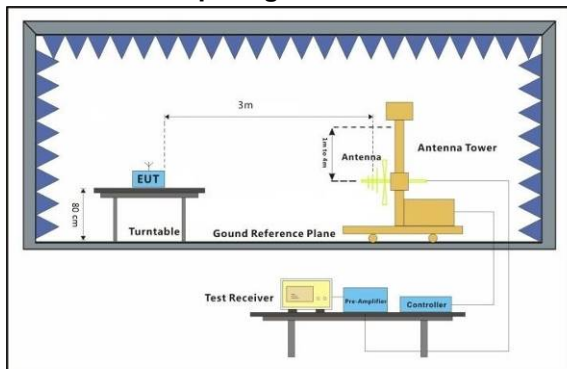 3m
1m to 4m
Antenna
Antenna Tower
EUT
80 cm
Turntable
Gound Reference Plane
Test Receiver
Pre-Amplifier
Controller